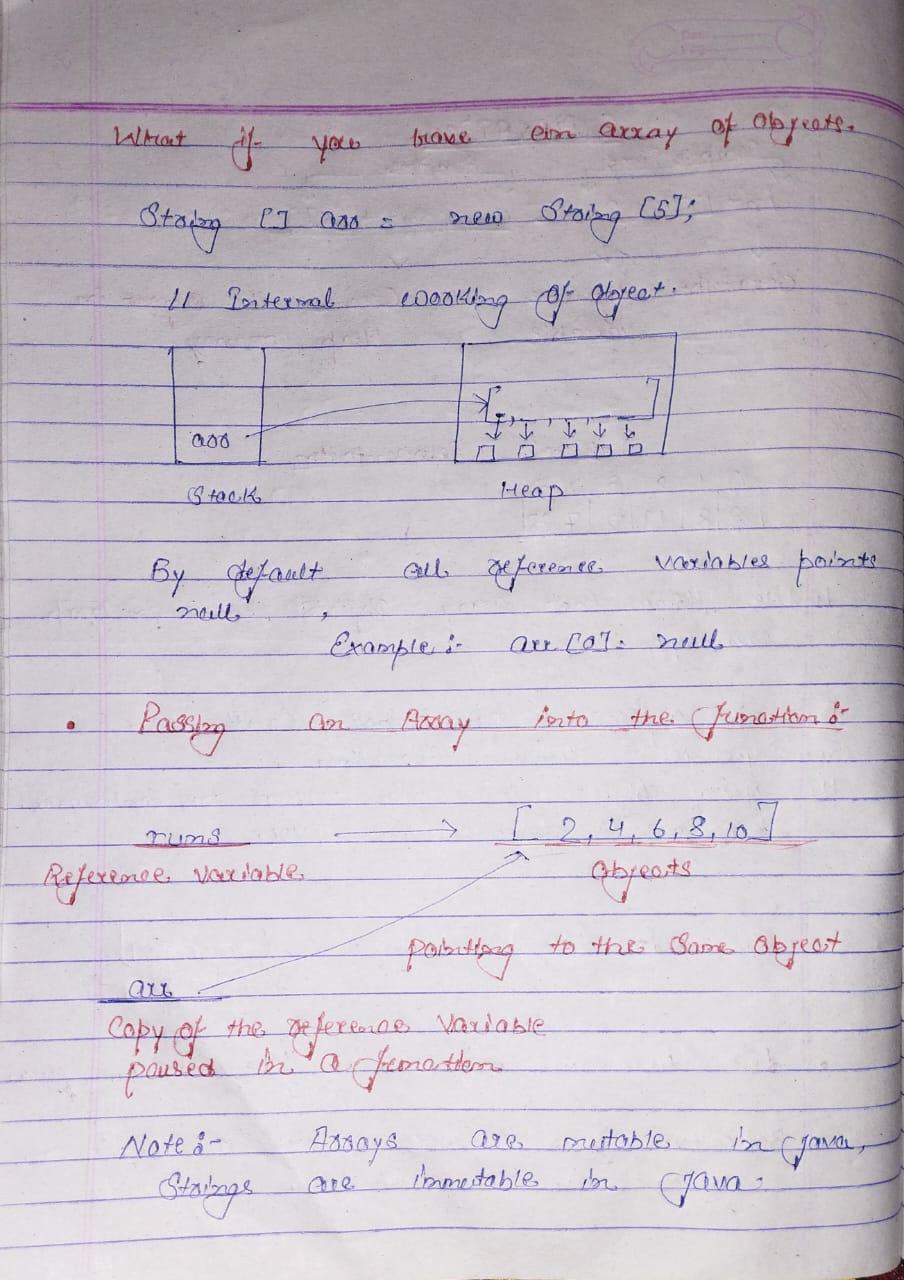 What if you have an array of objects.
String [] arr = new String [5];
// Internal working of object.
arr
Stack Heap
By default all reference variables points
null,
Example :- arr [0] = null
• Passing an Array into the function :-
nums [2, 4, 6, 8, 10]
Reference variable Objects
pointing to the same object
arr
Copy of the reference variable
passed in a function
Note :- Arrays are mutable in java,
Strings are immutable in java.